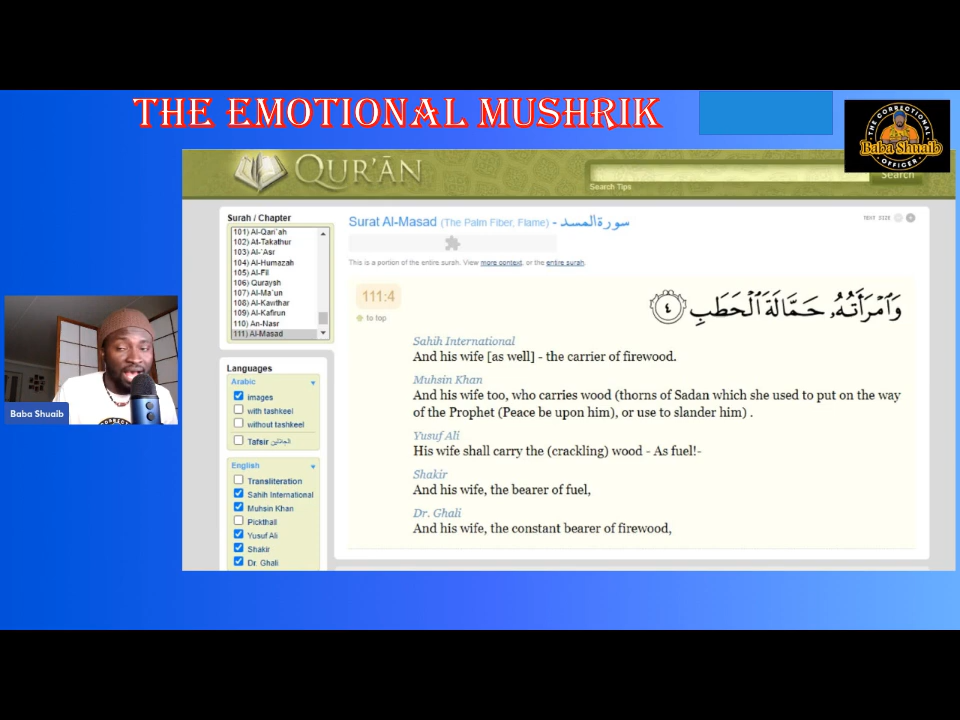 THE EMOTIONAL MUSHRIK
THE CORRECTIONAL
Baba Shuaib
OFFICER
QUR'ĀN
Search
Search Tips
Surah / Chapter
101) Al-Qari`ah
102) At-Takathur
103) Al-`Asr
104) Al-Humazah
105) Al-Fil
106) Quraysh
107) Al-Ma`un
108) Al-Kawthar
109) Al-Kafirun
110) An-Nasr
111) Al-Masad
Surat Al-Masad (The Palm Fiber, Flame) - سورة المسد
TEXT SIZE
This is a portion of the entire surah. View more context, or the entire surah.
111:4
to top
وَٱمْرَأَتُهُۥ حَمَّالَةَ ٱلْحَطَبِ ٤
Sahih International
And his wife [as well] - the carrier of firewood.
Muhsin Khan
And his wife too, who carries wood (thorns of Sadan which she used to put on the way
of the Prophet (Peace be upon him), or use to slander him) .
Yusuf Ali
His wife shall carry the (crackling) wood - As fuel!-
Shakir
And his wife, the bearer of fuel,
Dr. Ghali
And his wife, the constant bearer of firewood,
Languages
Arabic
images
with tashkeel
without tashkeel
Tafsir الجلالين
English
Transliteration
Sahih International
Muhsin Khan
Pickthall
Yusuf Ali
Shakir
Dr. Ghali
Baba Shuaib